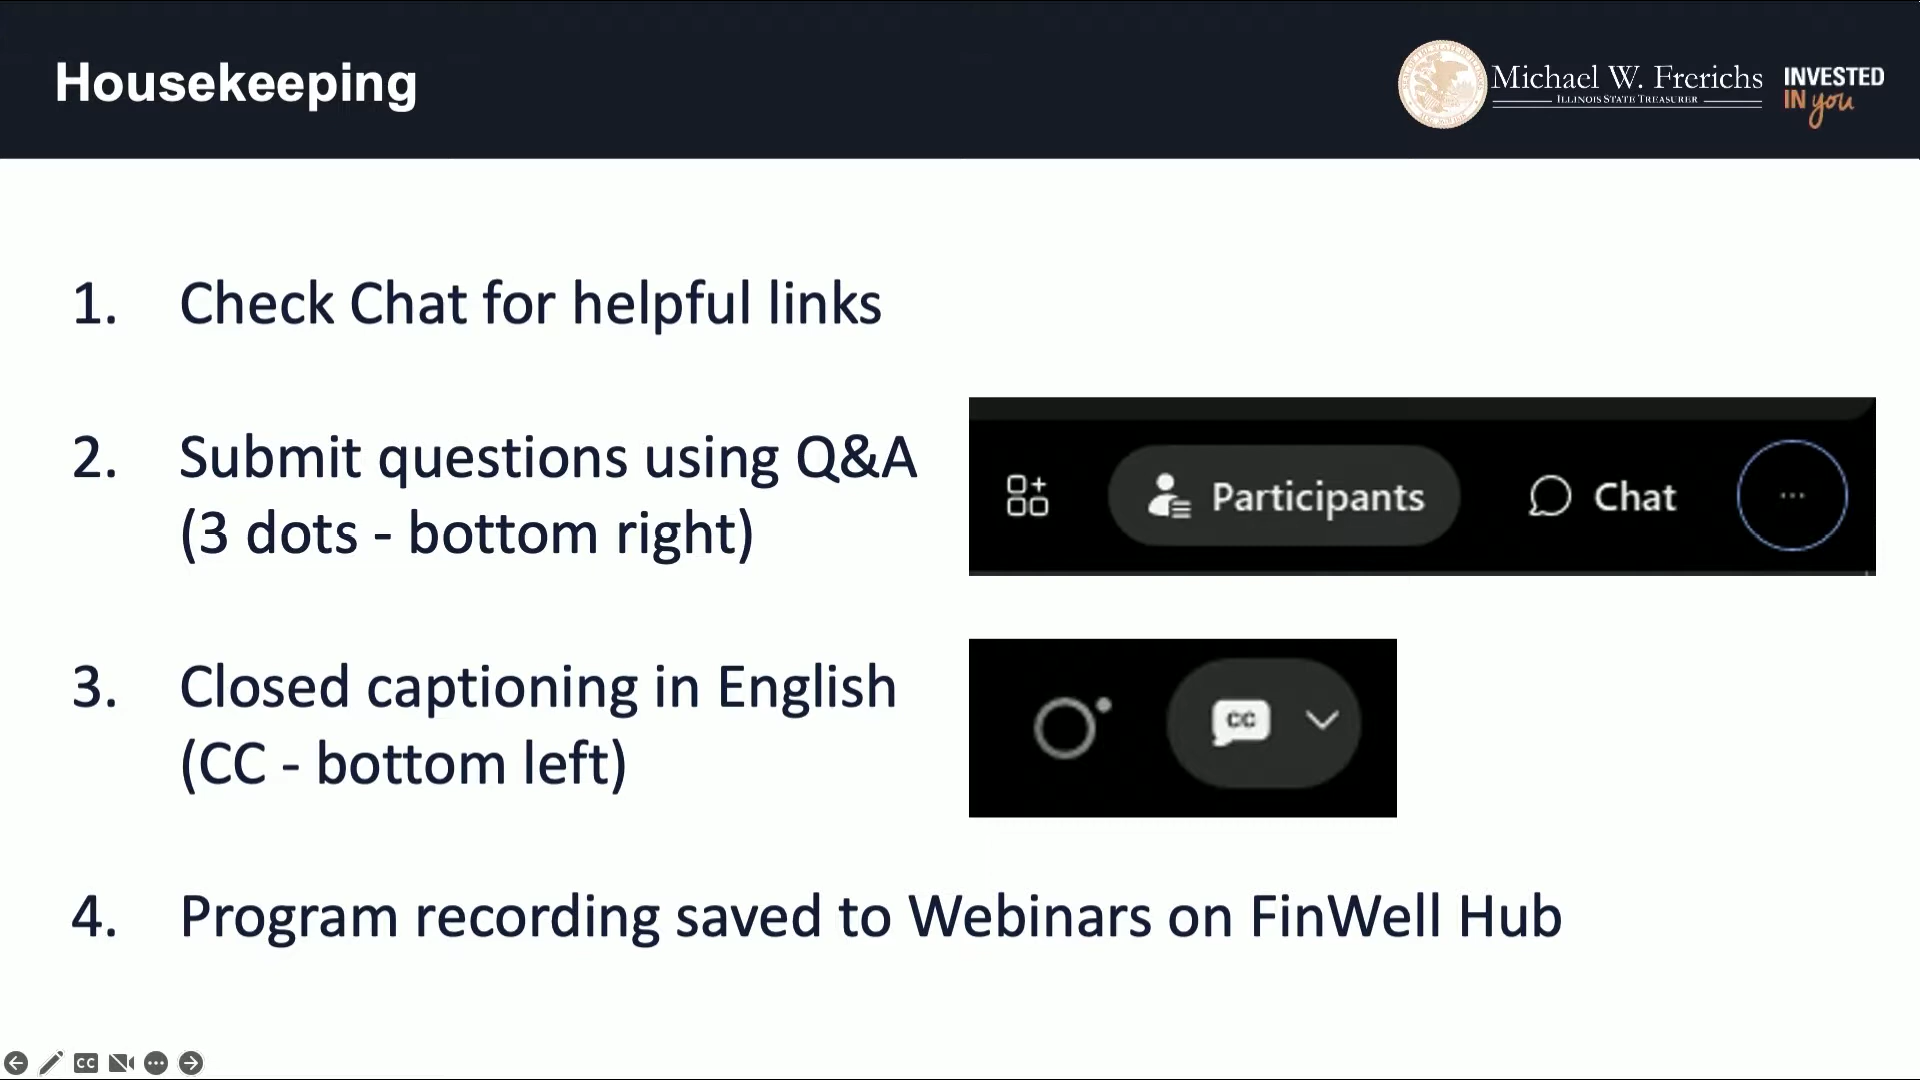 Housekeeping
Michael W. Frerichs
ILLINOIS STATE TREASURER
INVESTED
IN you
1. Check Chat for helpful links
2. Submit questions using Q&A
(3 dots - bottom right)
Participants
Chat
3. Closed captioning in English
(CC - bottom left)
CC
4. Program recording saved to Webinars on FinWell Hub
CC